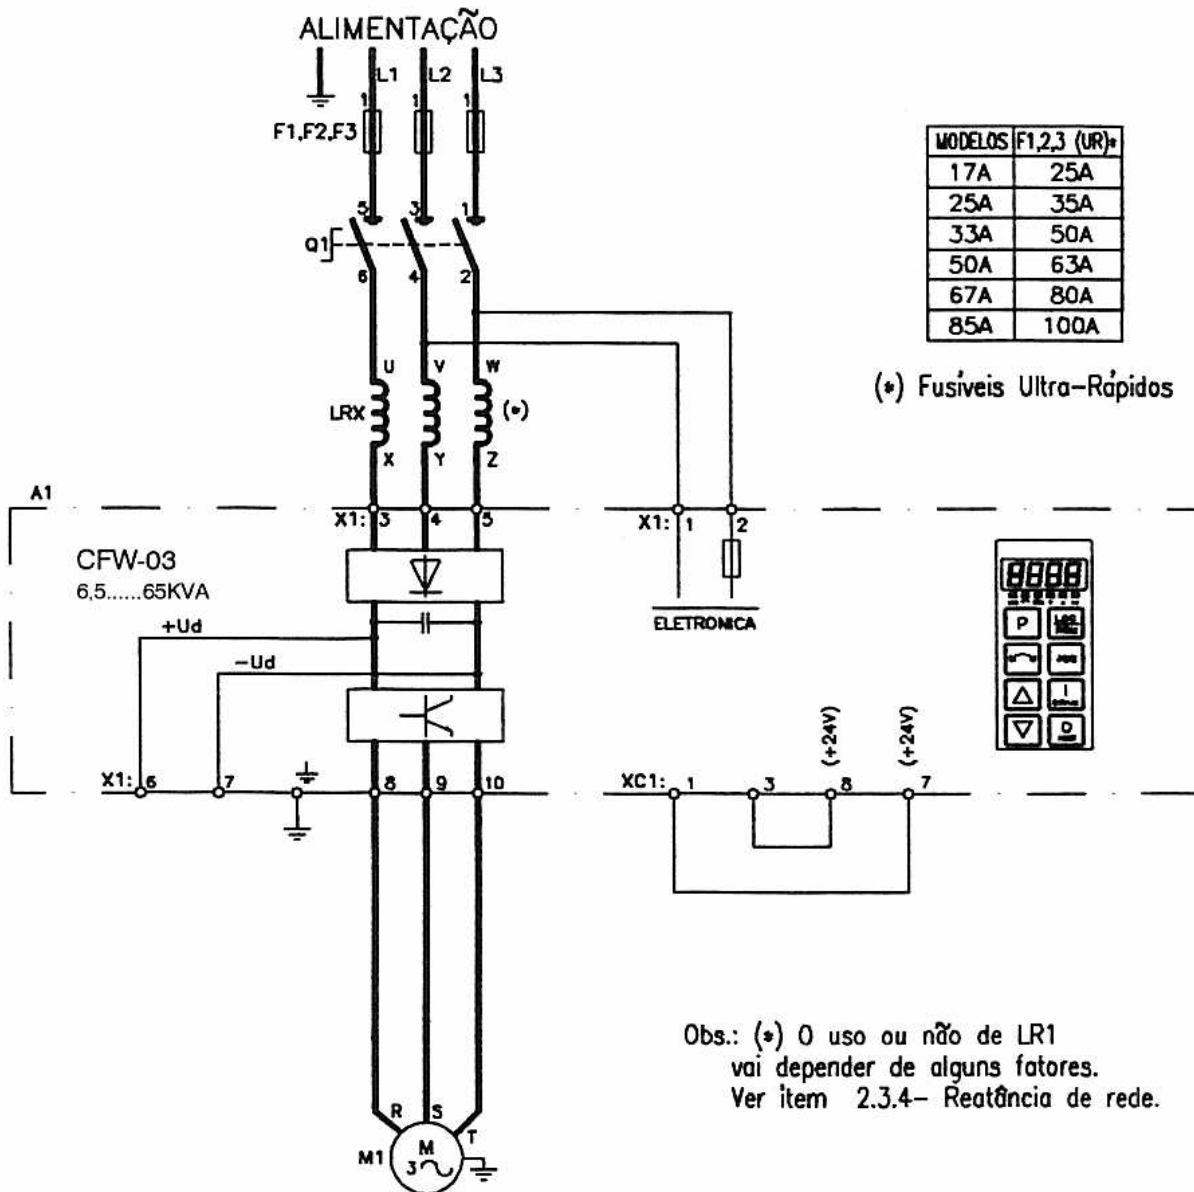 ALIMENTAÇÃO
L1 L2 L3
1 1 1
F1,F2,F3
MODELOS F1,2,3 (UR)*
17A 25A
25A 35A
33A 50A
50A 63A
67A 80A
85A 100A
(*) Fusíveis Ultra-Rápidos
5 3 1
Q1
6 4 2
U V W
LRX (*)
X Y Z
A1
X1: 3 4 5
X1: 1 2
CFW-03
6,5......65KVA
ELETRONICA
+Ud
-Ud
8888
P
I
O
(+24V) (+24V)
X1: 6 7 8 9 10
XC1: 1 3 8 7
Obs.: (*) O uso ou não de LR1
vai depender de alguns fatores.
Ver item 2.3.4- Reatância de rede.
R S T
M1
M
3